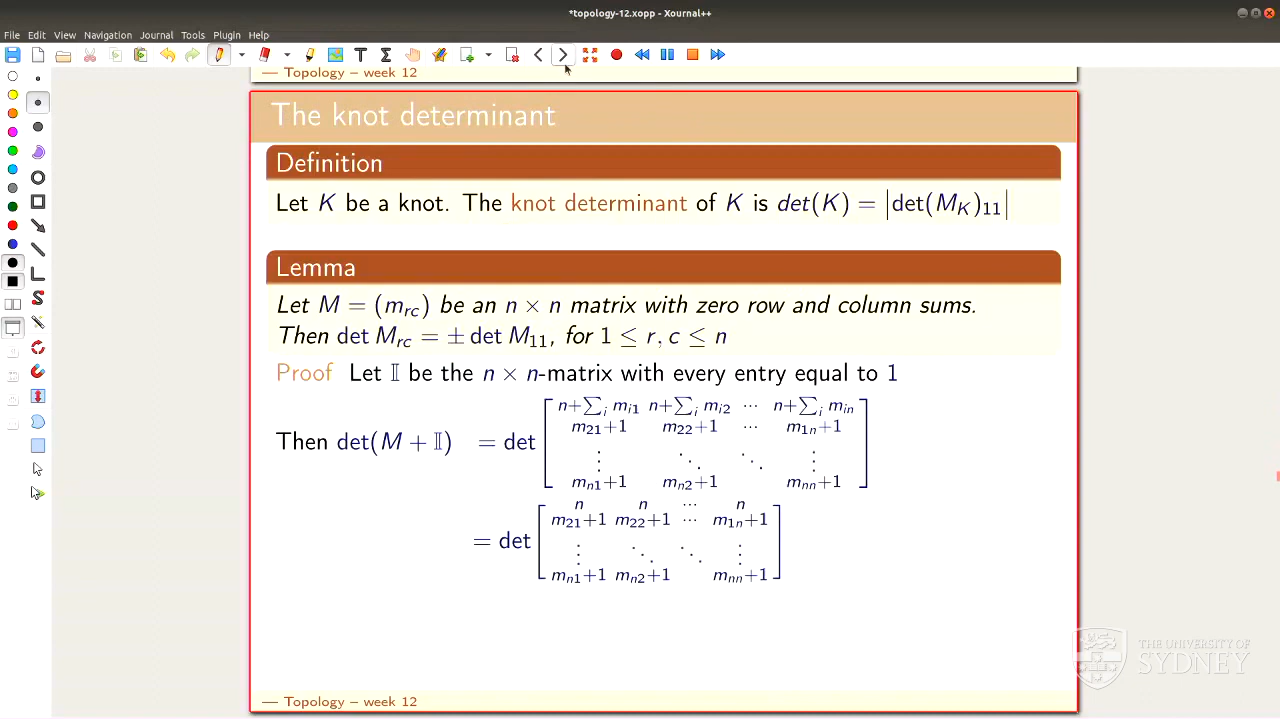 *topology-12.xopp - Xournal++
File Edit View Navigation Journal Tools Plugin Help
— Topology – week 12
The knot determinant
Definition
Let K be a knot. The knot determinant of K is det(K) = |det(M_K)_11|
Lemma
Let M = (m_rc) be an n × n matrix with zero row and column sums.
Then det M_rc = ± det M_11, for 1 ≤ r, c ≤ n
Proof Let 𝕀 be the n × n-matrix with every entry equal to 1
n+∑_i m_i1 n+∑_i m_i2 ⋯ n+∑_i m_in
m_21+1 m_22+1 ⋯ m_1n+1
Then det(M + 𝕀) = det
⋮ ⋱ ⋱ ⋮
m_n1+1 m_n2+1 m_nn+1
n n ⋯ n
m_21+1 m_22+1 ⋯ m_1n+1
= det
⋮ ⋱ ⋱ ⋮
m_n1+1 m_n2+1 m_nn+1
THE UNIVERSITY OF
SYDNEY
— Topology – week 12